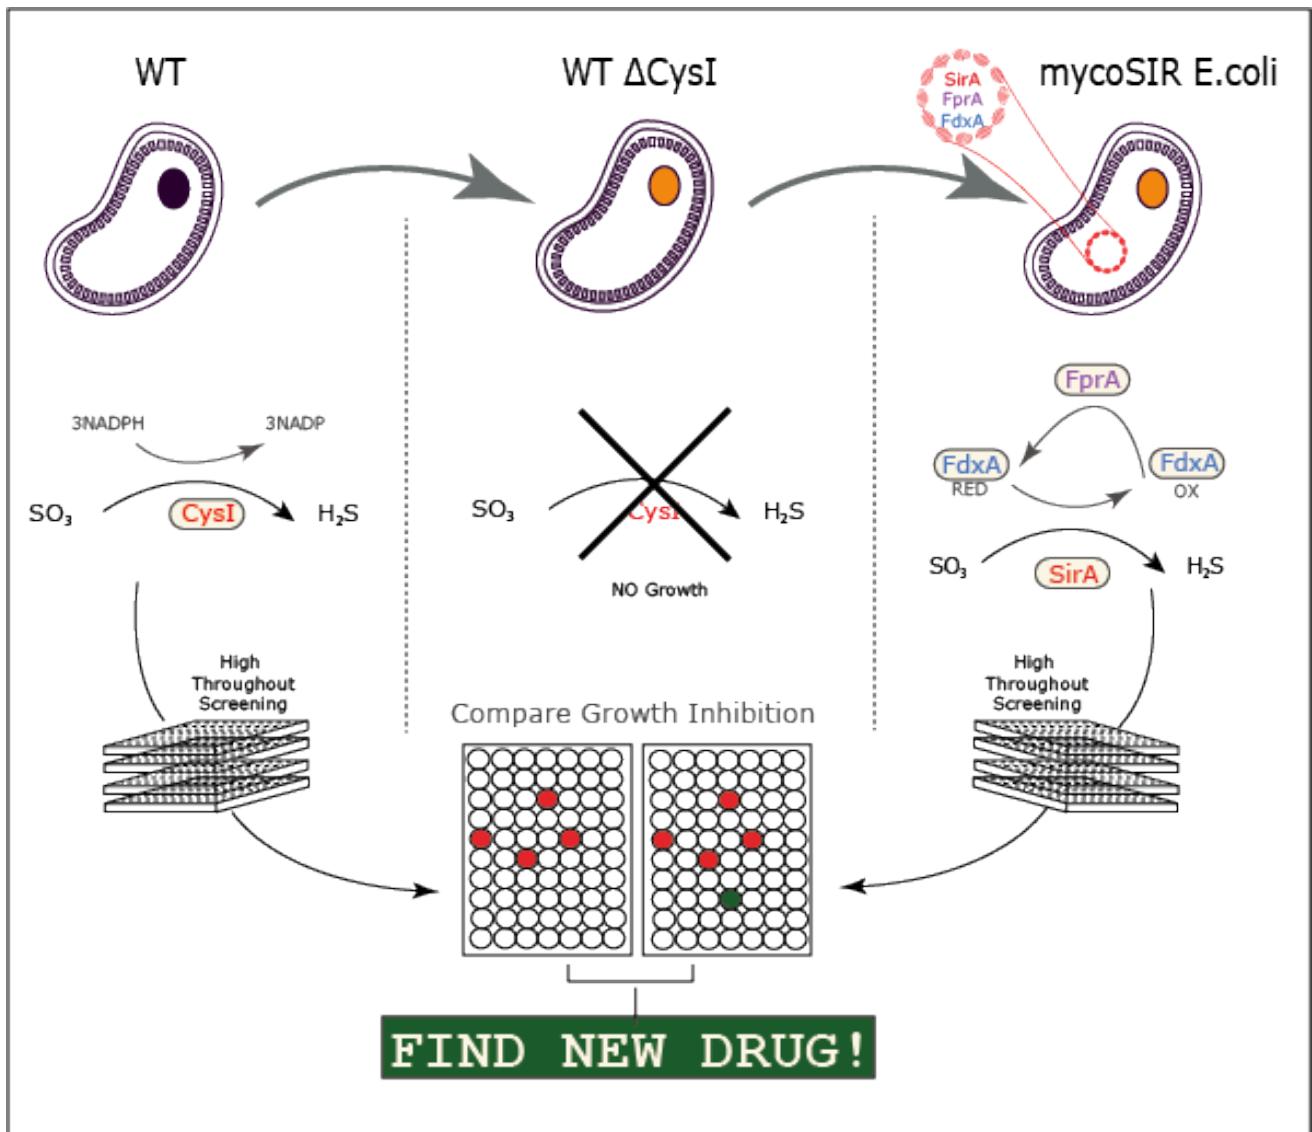 WT
WT ΔCysI
mycoSIR E.coli
SirA
FprA
FdxA
3NADPH
3NADP
SO₃
CysI
H₂S
SO₃
CysI
H₂S
NO Growth
FprA
FdxA
RED
FdxA
OX
SO₃
SirA
H₂S
High
Throughout
Screening
High
Throughout
Screening
Compare Growth Inhibition
FIND NEW DRUG!